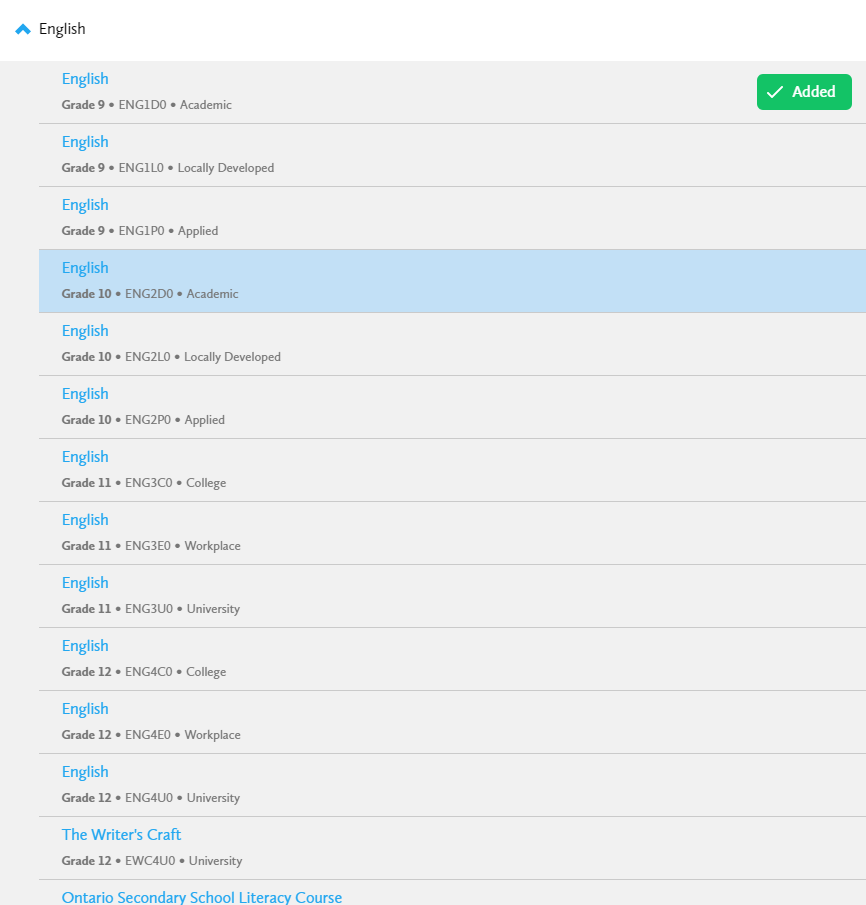 English
English
Added
Grade 9 • ENG1D0 • Academic
English
Grade 9 • ENG1L0 • Locally Developed
English
Grade 9 • ENG1P0 • Applied
English
Grade 10 • ENG2D0 • Academic
English
Grade 10 • ENG2L0 • Locally Developed
English
Grade 10 • ENG2P0 • Applied
English
Grade 11 • ENG3C0 • College
English
Grade 11 • ENG3E0 • Workplace
English
Grade 11 • ENG3U0 • University
English
Grade 12 • ENG4C0 • College
English
Grade 12 • ENG4E0 • Workplace
English
Grade 12 • ENG4U0 • University
The Writer's Craft
Grade 12 • EWC4U0 • University
Ontario Secondary School Literacy Course